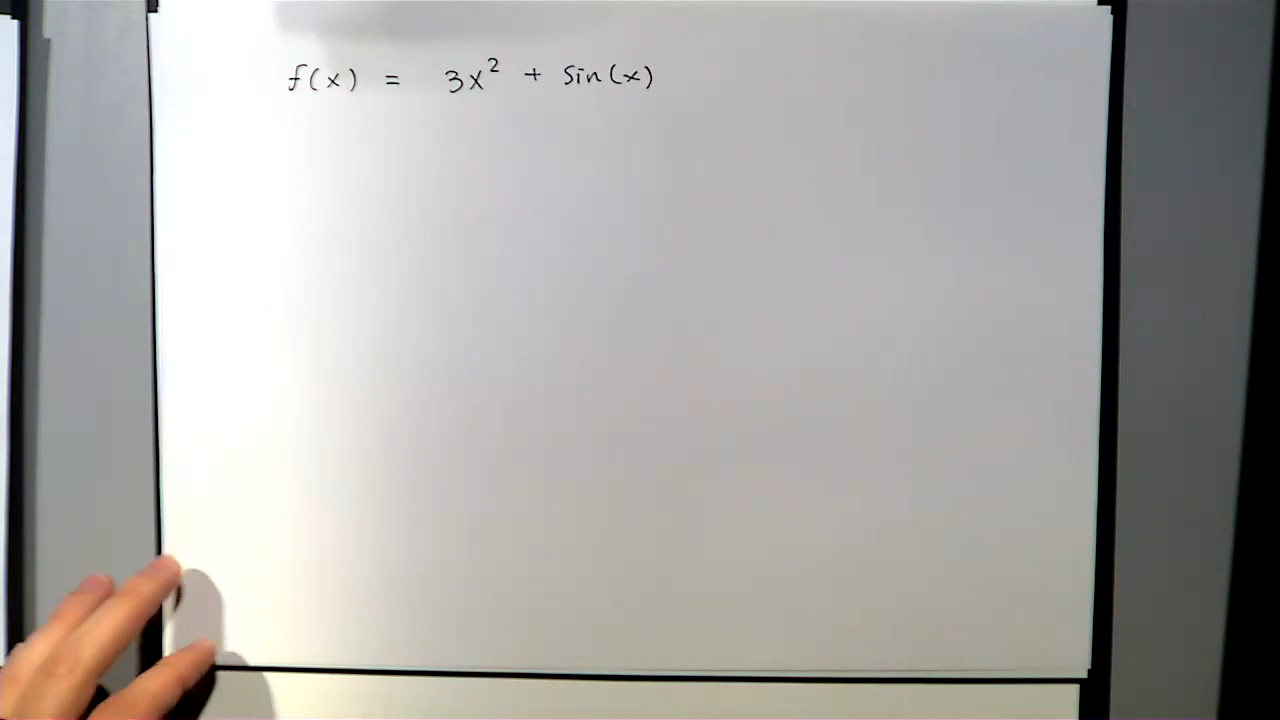 f(x) = 3x² + sin(x)